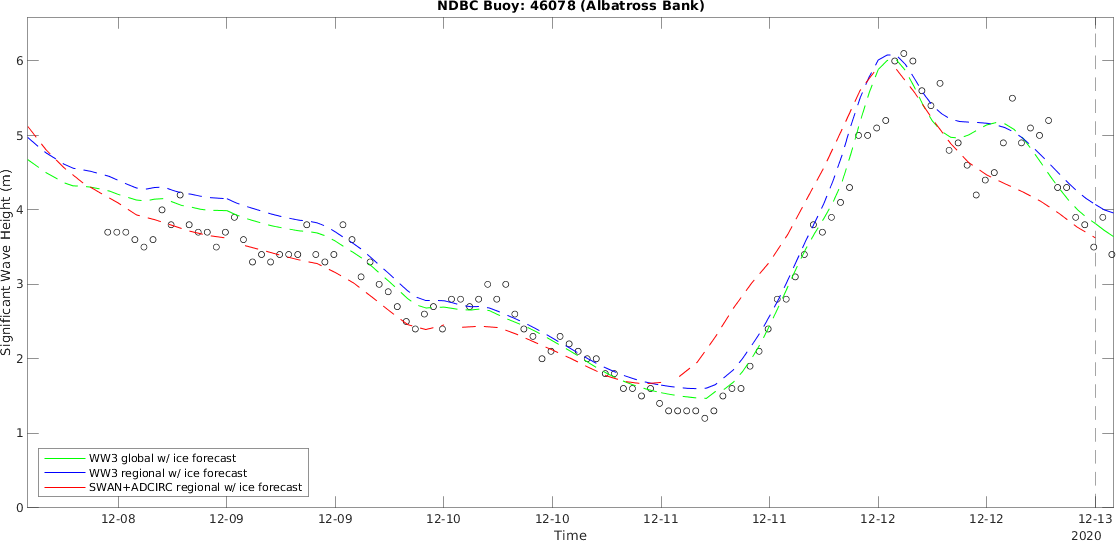 NDBC Buoy: 46078 (Albatross Bank)
Significant Wave Height (m)
6
5
4
3
2
1
0
WW3 global w/ ice forecast
WW3 regional w/ ice forecast
SWAN+ADCIRC regional w/ ice forecast
12-08 12-09 12-09 12-10 12-10 12-11 12-11 12-12 12-12 12-13
Time 2020